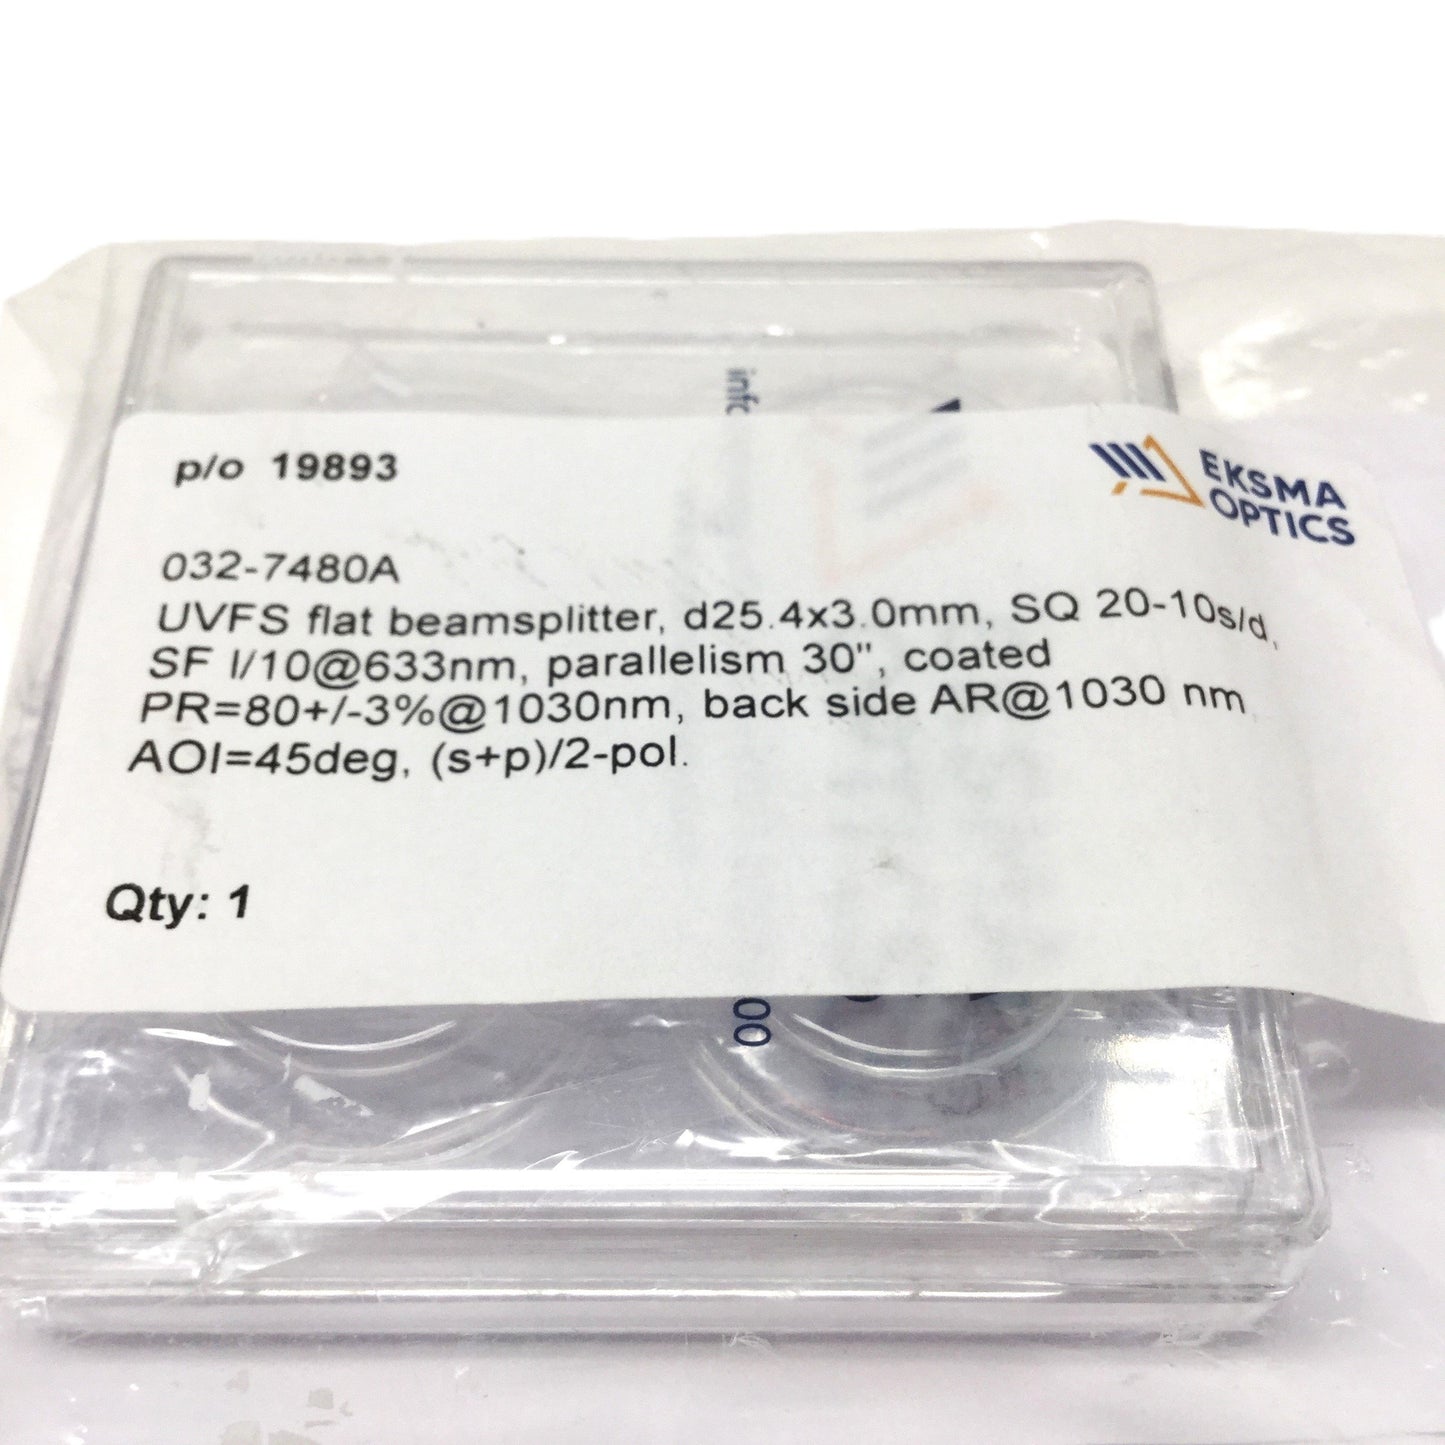 p/o 19893
EKSMA
OPTICS
032-7480A
UVFS flat beamsplitter, d25.4x3.0mm, SQ 20-10s/d,
SF l/10@633nm, parallelism 30", coated
PR=80+/-3%@1030nm, back side AR@1030 nm
AOI=45deg, (s+p)/2-pol.
Qty: 1